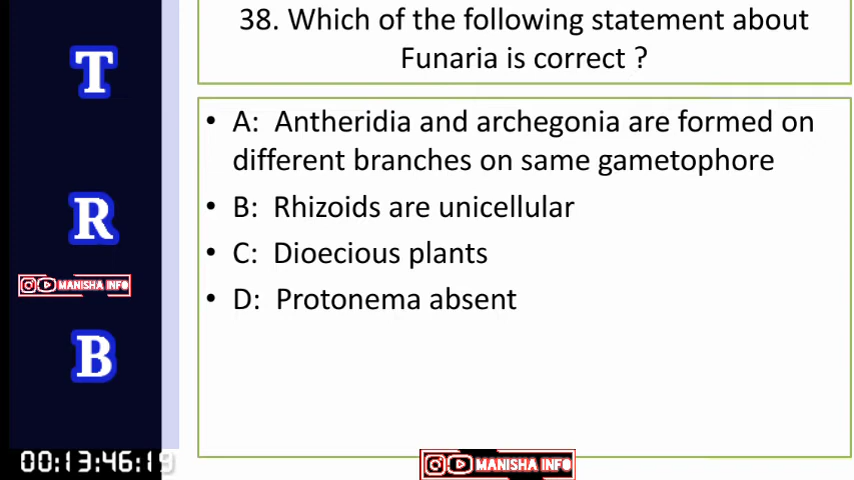 38. Which of the following statement about
Funaria is correct ?
T
R
B
• A: Antheridia and archegonia are formed on
different branches on same gametophore
• B: Rhizoids are unicellular
• C: Dioecious plants
• D: Protonema absent
MANISHA INFO
00:13:46:19
MANISHA INFO